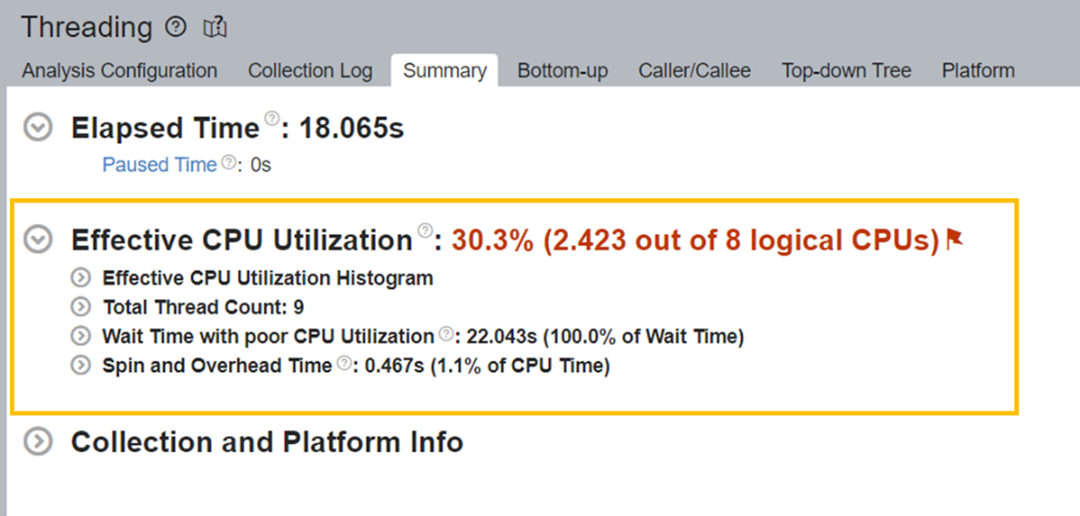 Threading
Analysis Configuration Collection Log Summary Bottom-up Caller/Callee Top-down Tree Platform
Elapsed Time ? : 18.065s
Paused Time ? : 0s
Effective CPU Utilization ? : 30.3% (2.423 out of 8 logical CPUs)
Effective CPU Utilization Histogram
Total Thread Count: 9
Wait Time with poor CPU Utilization ? : 22.043s (100.0% of Wait Time)
Spin and Overhead Time ? : 0.467s (1.1% of CPU Time)
Collection and Platform Info